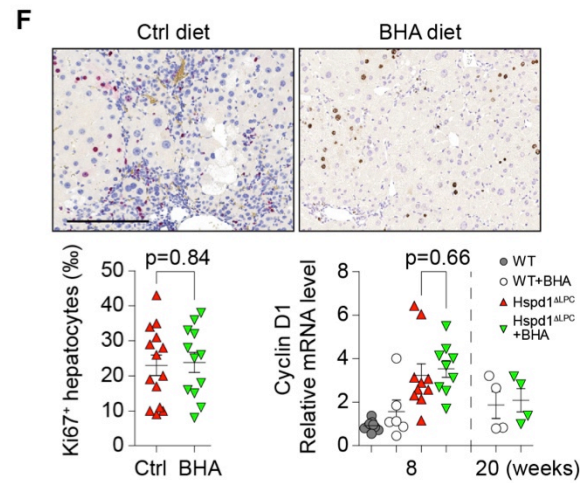 F
Ctrl diet
BHA diet
p=0.84
Ki67⁺ hepatocytes (‰)
50
40
30
20
10
0
Ctrl
BHA
p=0.66
Cyclin D1
Relative mRNA level
8
6
4
2
0
8
20 (weeks)
WT
WT+BHA
Hspd1ΔLPC
Hspd1ΔLPC
+BHA